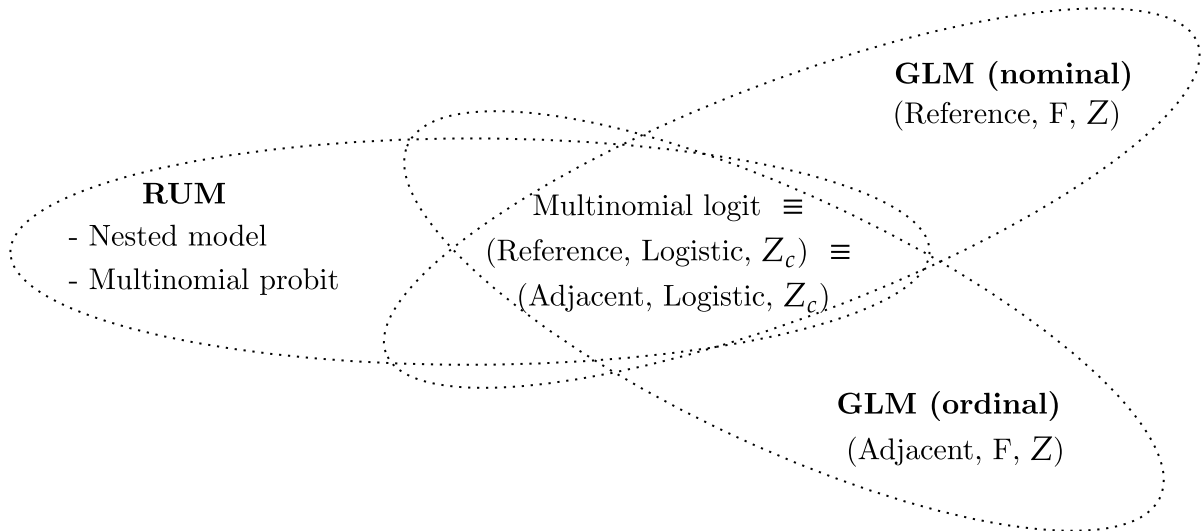 GLM (nominal)
(Reference, F, Z)
RUM
- Nested model
- Multinomial probit
Multinomial logit ≡
(Reference, Logistic, Z_c) ≡
(Adjacent, Logistic, Z_c)
GLM (ordinal)
(Adjacent, F, Z)